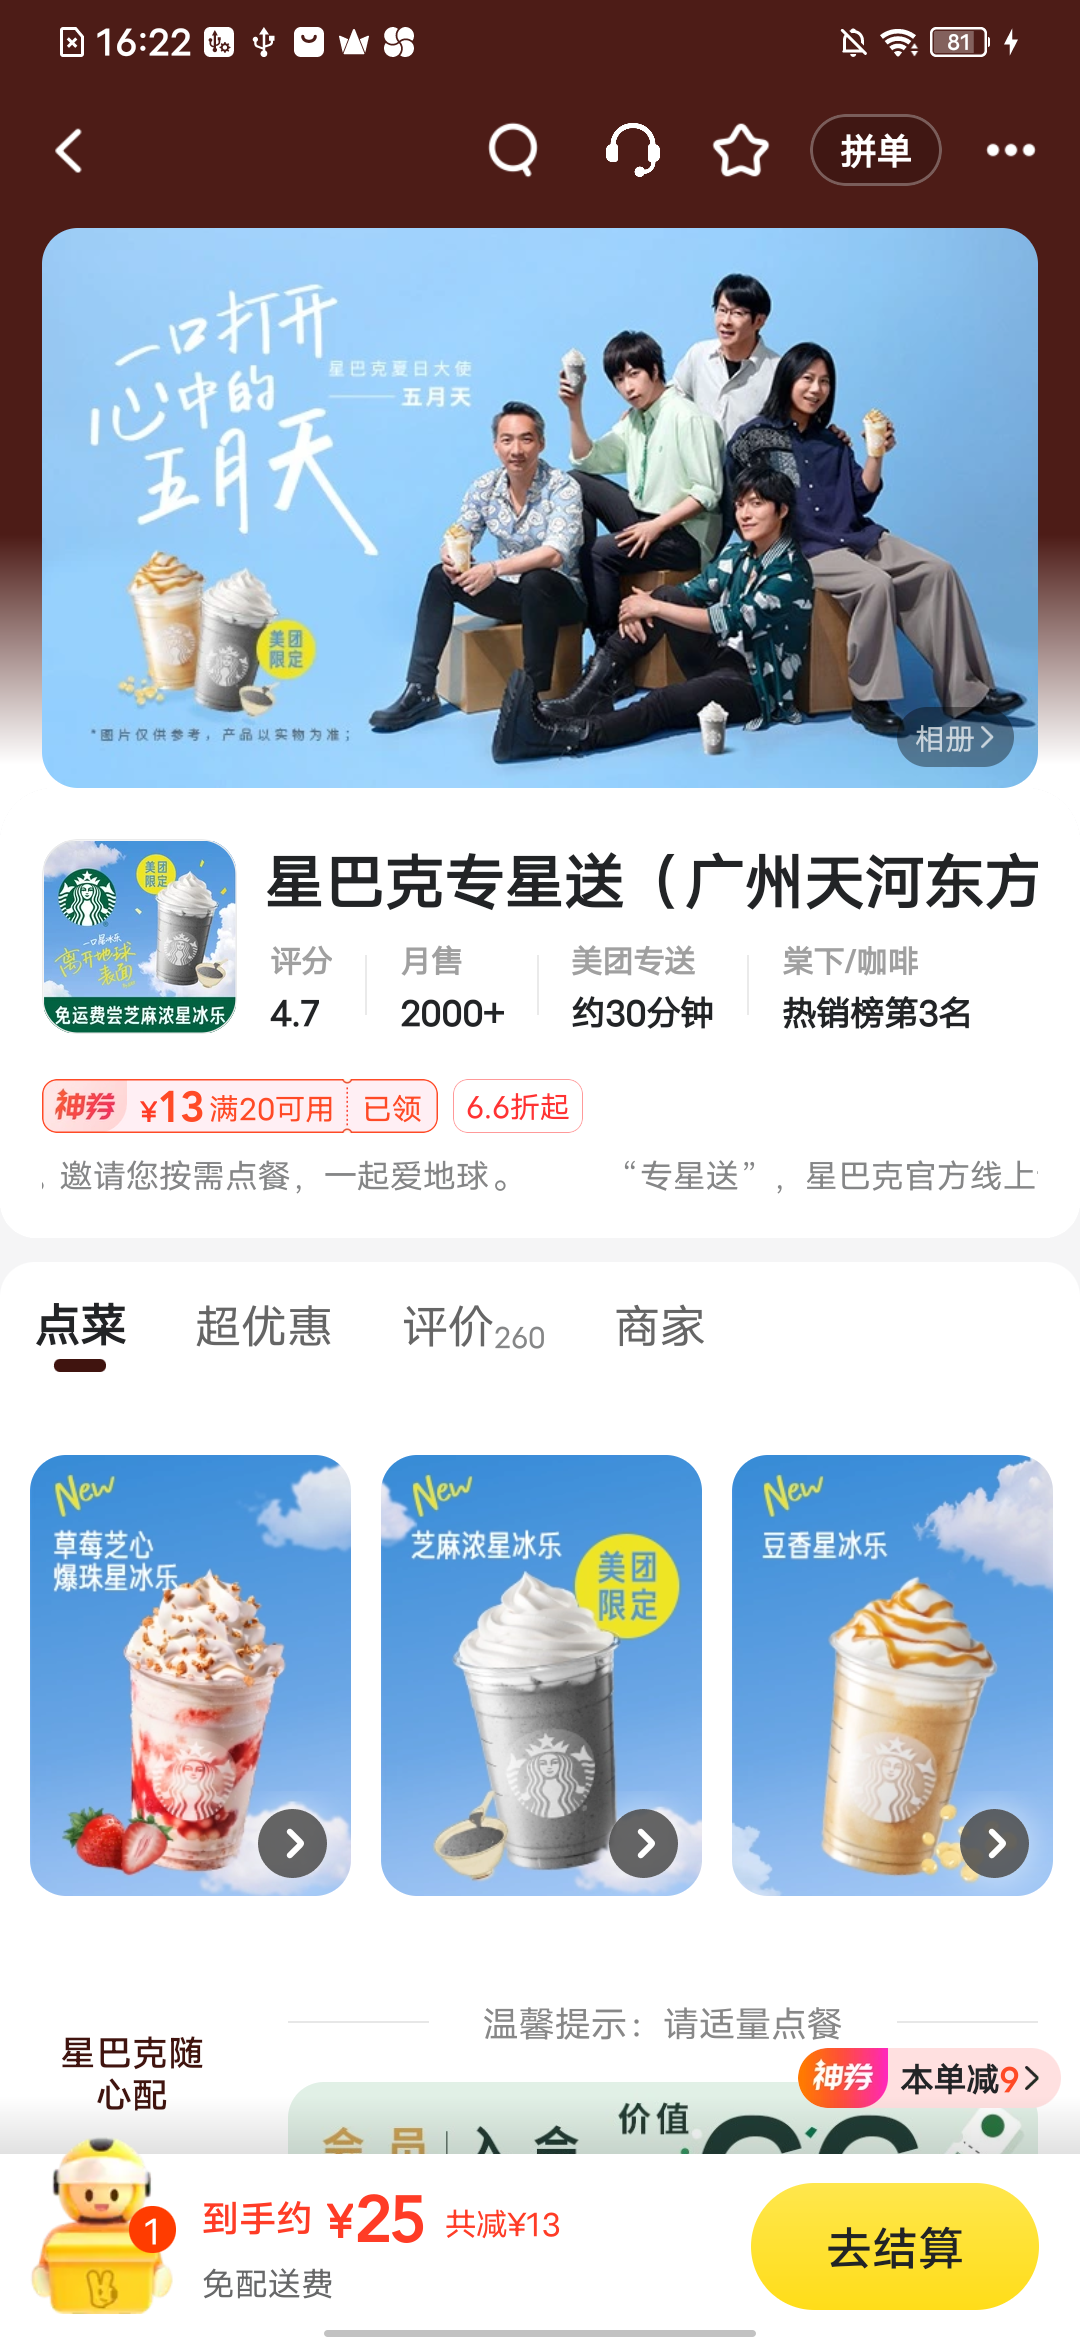 16:22
81
拼单
一口打开
心中的
五月天
星巴克夏日大使
五月天
美团
限定
*图片仅供参考，产品以实物为准；
相册
美团
限定
一口星冰乐
离开地球
表面
免运费尝芝麻浓星冰乐
星巴克专星送（广州天河东方
评分
月售
美团专送
棠下/咖啡
4.7
2000+
约30分钟
热销榜第3名
神券 ¥13满20可用 已领
6.6折起
，邀请您按需点餐，一起爱地球。
“专星送”，星巴克官方线上
点菜
超优惠
评价260
商家
New
草莓芝心
爆珠星冰乐
New
芝麻浓星冰乐
美团
限定
New
豆香星冰乐
温馨提示：请适量点餐
星巴克随
心配
神券 本单减9
会员 入会
价值
1
到手约 ¥25 共减¥13
免配送费
去结算